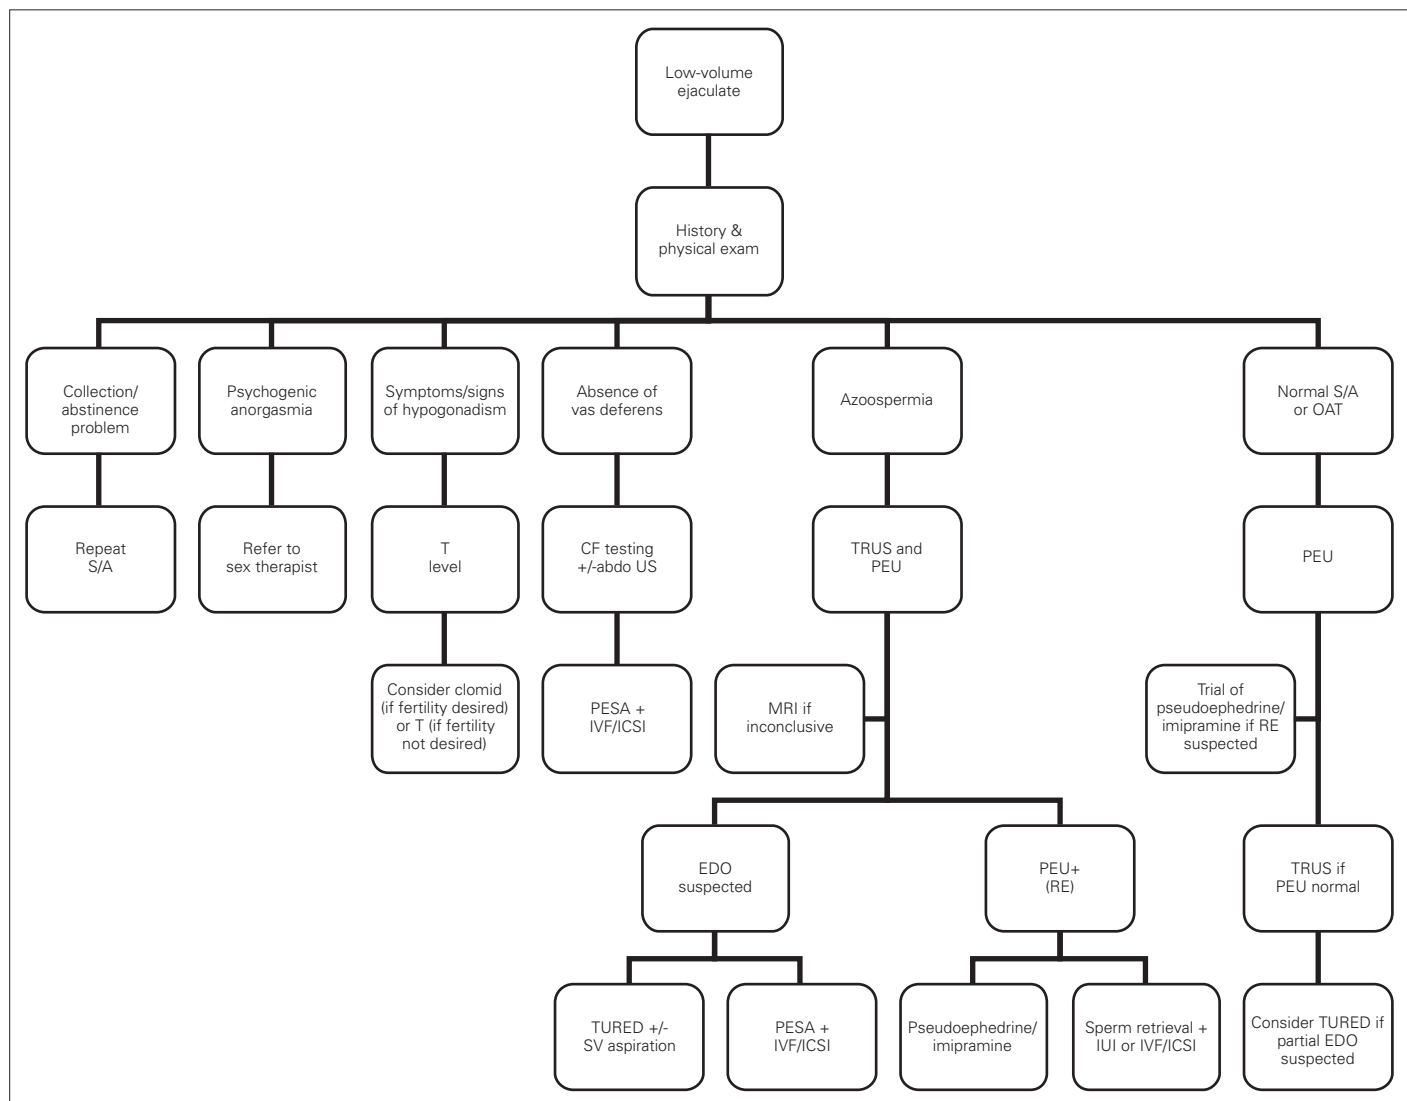 Low-volume
ejaculate
History &
physical exam
Collection/
abstinence
problem
Psychogenic
anorgasmia
Symptoms/signs
of hypogonadism
Absence of
vas deferens
Azoospermia
Normal S/A
or OAT
Repeat
S/A
Refer to
sex therapist
T
level
CF testing
+/-abdo US
TRUS and
PEU
PEU
Consider clomid
(if fertility desired)
or T (if fertility
not desired)
PESA +
IVF/ICSI
MRI if
inconclusive
Trial of
pseudoephedrine/
imipramine if RE
suspected
EDO
suspected
PEU+
(RE)
TRUS if
PEU normal
TURED +/-
SV aspiration
PESA +
IVF/ICSI
Pseudoephedrine/
imipramine
Sperm retrieval +
IUI or IVF/ICSI
Consider TURED if
partial EDO
suspected